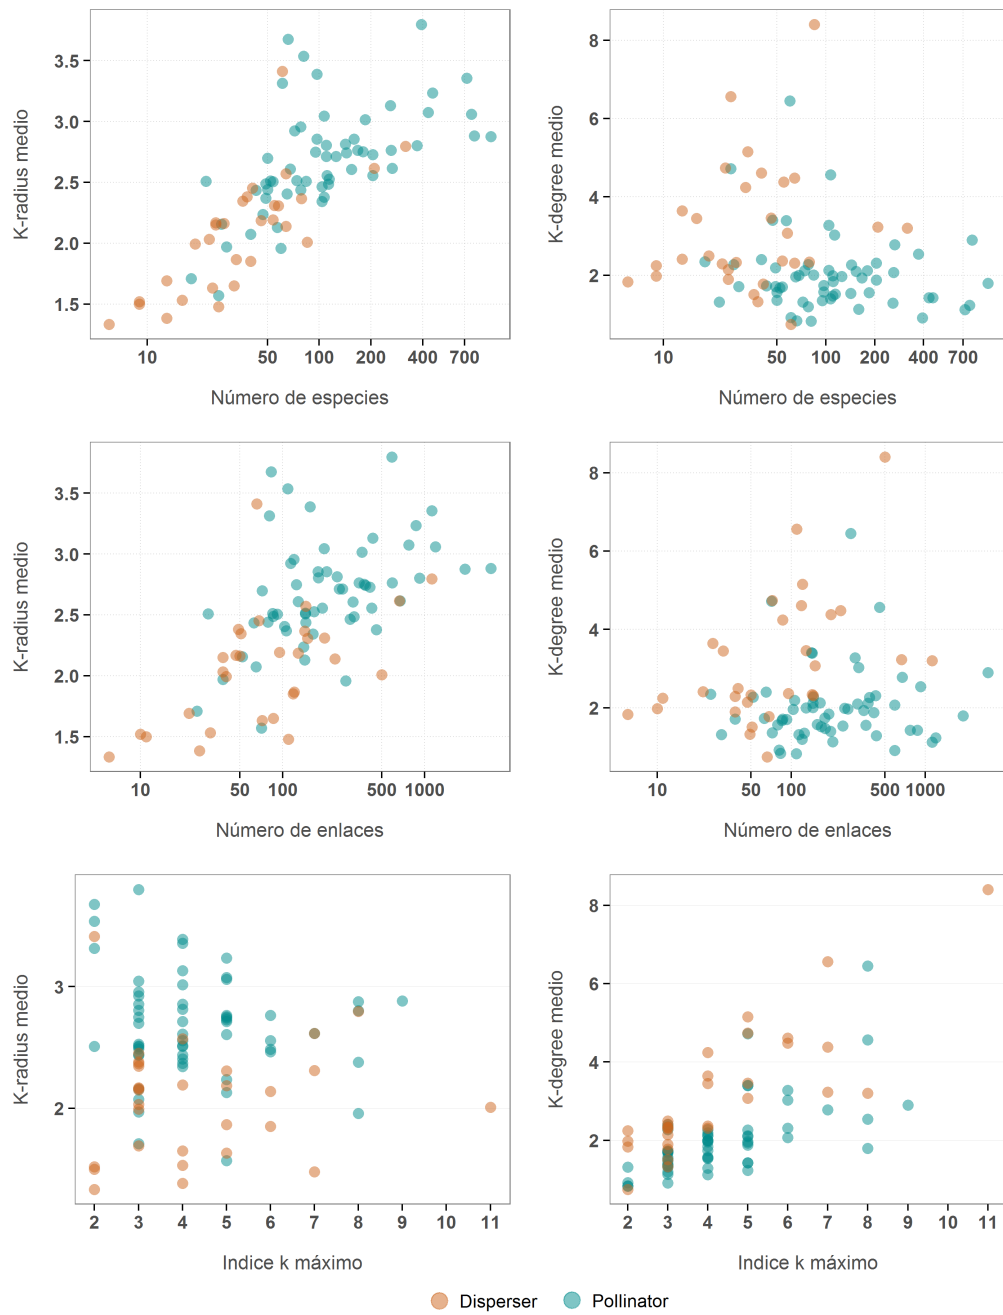 K-radius medio
3.5
3.0
2.5
2.0
1.5
10 50 100 200 400 700
Número de especies
K-degree medio
8
6
4
2
10 50 100 200 400 700
Número de especies
K-radius medio
3.5
3.0
2.5
2.0
1.5
10 50 100 500 1000
Número de enlaces
K-degree medio
8
6
4
2
10 50 100 500 1000
Número de enlaces
K-radius medio
3
2
2 3 4 5 6 7 8 9 10 11
Indice k máximo
K-degree medio
8
6
4
2
2 3 4 5 6 7 8 9 10 11
Indice k máximo
Disperser Pollinator